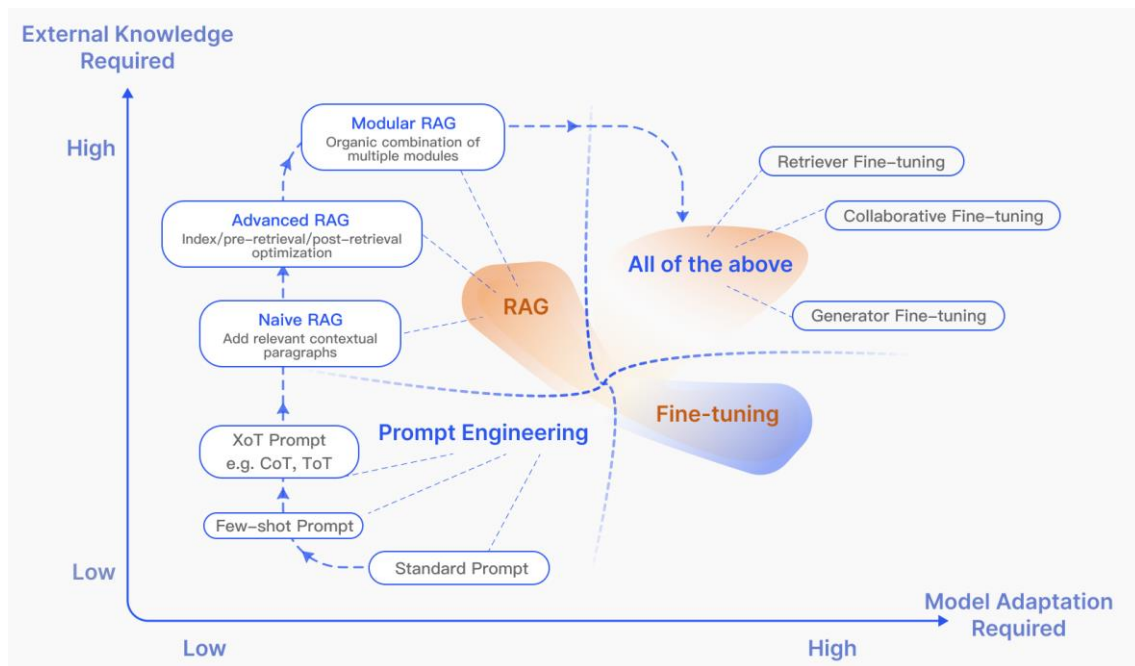 External Knowledge
Required
High
Modular RAG
Organic combination of
multiple modules
Retriever Fine-tuning
Advanced RAG
Index/pre-retrieval/post-retrieval
optimization
Collaborative Fine-tuning
All of the above
RAG
Naive RAG
Add relevant contextual
paragraphs
Generator Fine-tuning
Fine-tuning
Prompt Engineering
XoT Prompt
e.g. CoT, ToT
Few-shot Prompt
Standard Prompt
Low
Model Adaptation
Required
Low
High